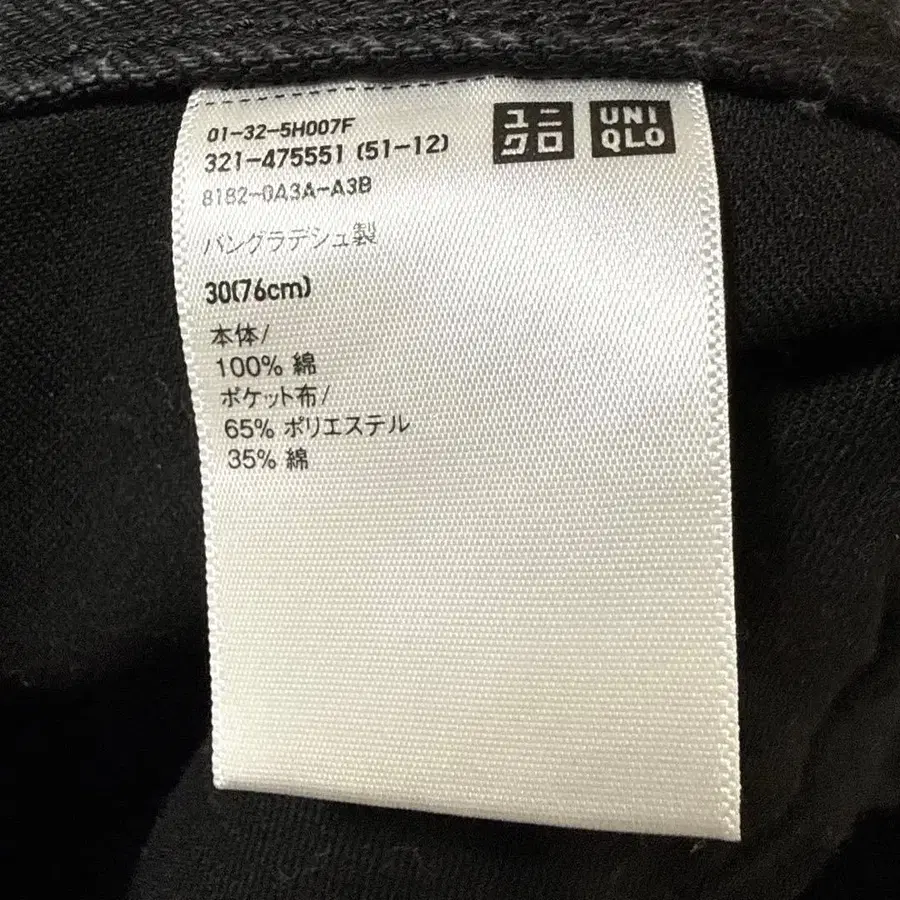 01-32-5H007F
321-475551 (51-12)
8182-0A3A-A3B
ユニ
クロ
UNI
QLO
バングラデシュ製
30(76cm)
本体/
100% 綿
ポケット布/
65% ポリエステル
35% 綿